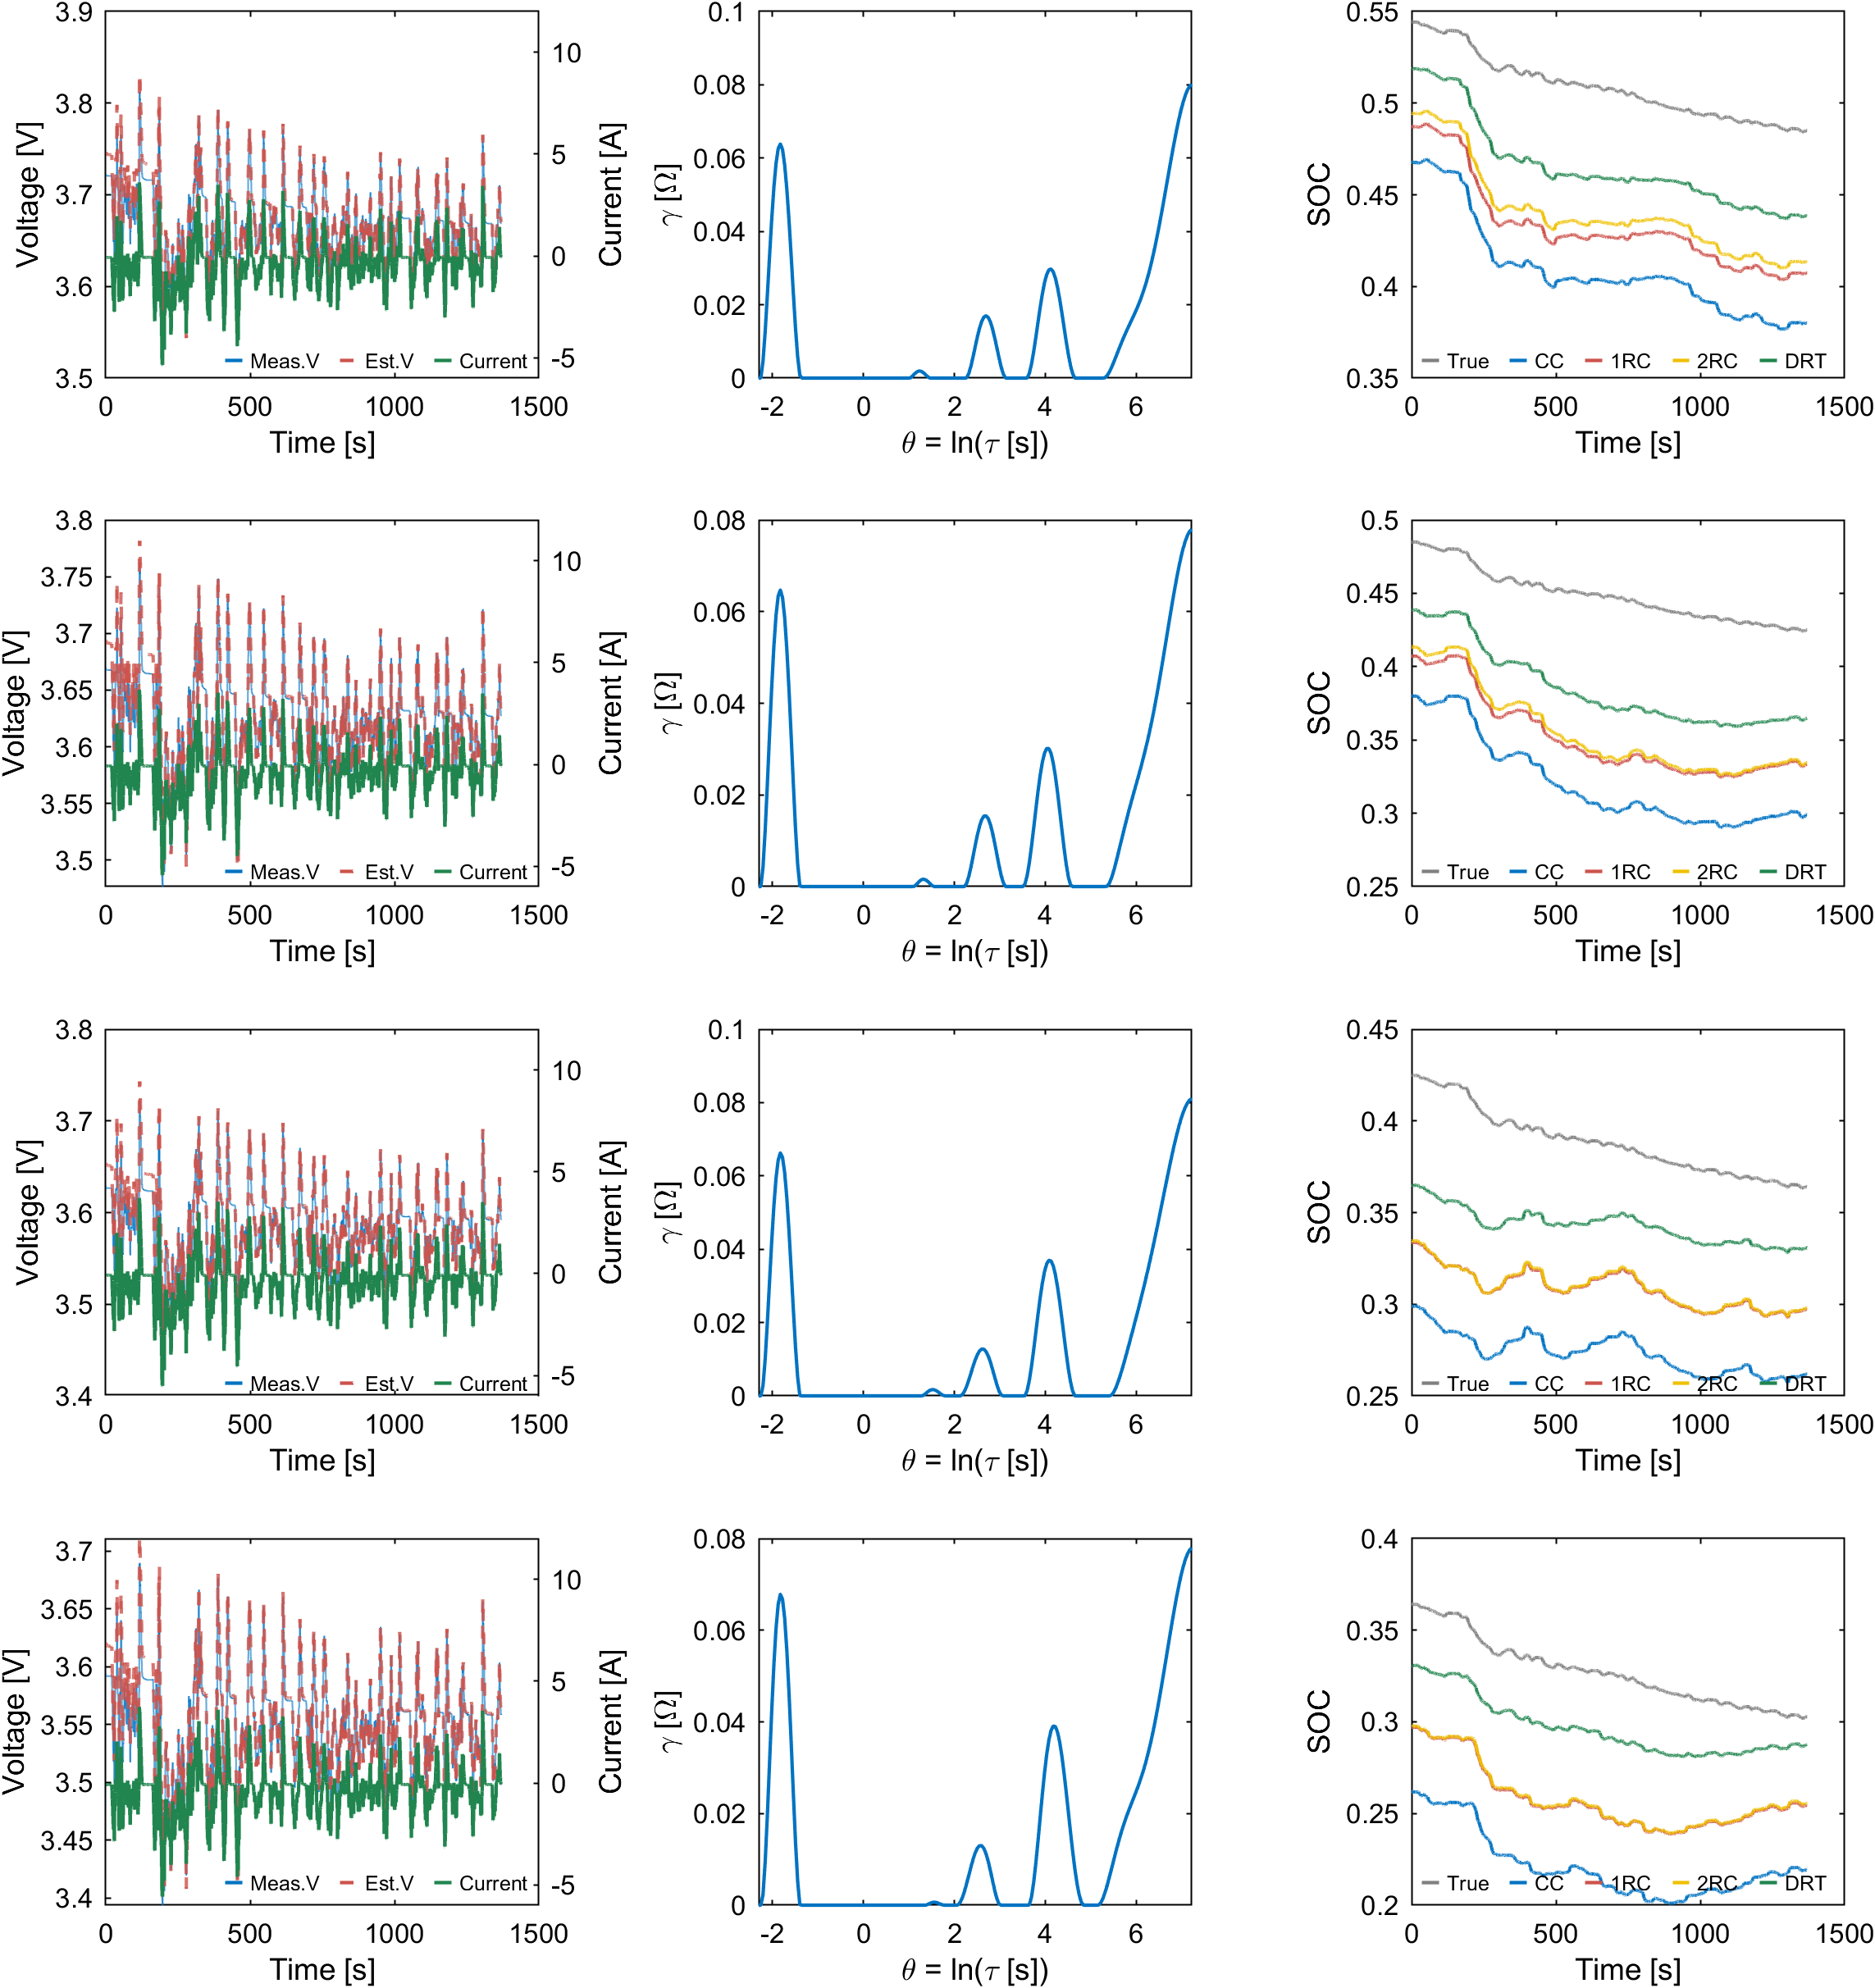 3.9
3.8
3.7
3.6
3.5
Voltage [V]
10
5
0
-5
Current [A]
Meas.V Est.V Current
0 500 1000 1500
Time [s]
0.1
0.08
0.06
0.04
0.02
0
γ [Ω]
-2 0 2 4 6
θ = ln(τ [s])
0.55
0.5
0.45
0.4
0.35
SOC
True CC 1RC 2RC DRT
0 500 1000 1500
Time [s]
3.8
3.75
3.7
3.65
3.6
3.55
3.5
Voltage [V]
10
5
0
-5
Current [A]
Meas.V Est.V Current
0 500 1000 1500
Time [s]
0.08
0.06
0.04
0.02
0
γ [Ω]
-2 0 2 4 6
θ = ln(τ [s])
0.5
0.45
0.4
0.35
0.3
0.25
SOC
True CC 1RC 2RC DRT
0 500 1000 1500
Time [s]
3.8
3.7
3.6
3.5
3.4
Voltage [V]
10
5
0
-5
Current [A]
Meas.V Est.V Current
0 500 1000 1500
Time [s]
0.1
0.08
0.06
0.04
0.02
0
γ [Ω]
-2 0 2 4 6
θ = ln(τ [s])
0.45
0.4
0.35
0.3
0.25
SOC
True CC 1RC 2RC DRT
0 500 1000 1500
Time [s]
3.7
3.65
3.6
3.55
3.5
3.45
3.4
Voltage [V]
10
5
0
-5
Current [A]
Meas.V Est.V Current
0 500 1000 1500
Time [s]
0.08
0.06
0.04
0.02
0
γ [Ω]
-2 0 2 4 6
θ = ln(τ [s])
0.4
0.35
0.3
0.25
0.2
SOC
True CC 1RC 2RC DRT
0 500 1000 1500
Time [s]